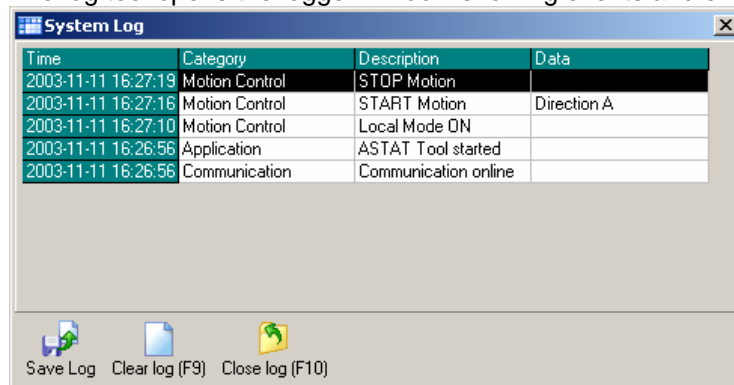 System Log
Time Category Description Data
2003-11-11 16:27:19 Motion Control STOP Motion
2003-11-11 16:27:16 Motion Control START Motion Direction A
2003-11-11 16:27:10 Motion Control Local Mode ON
2003-11-11 16:26:56 Application ASTAT Tool started
2003-11-11 16:26:56 Communication Communication online
Save Log Clear log (F9) Close log (F10)